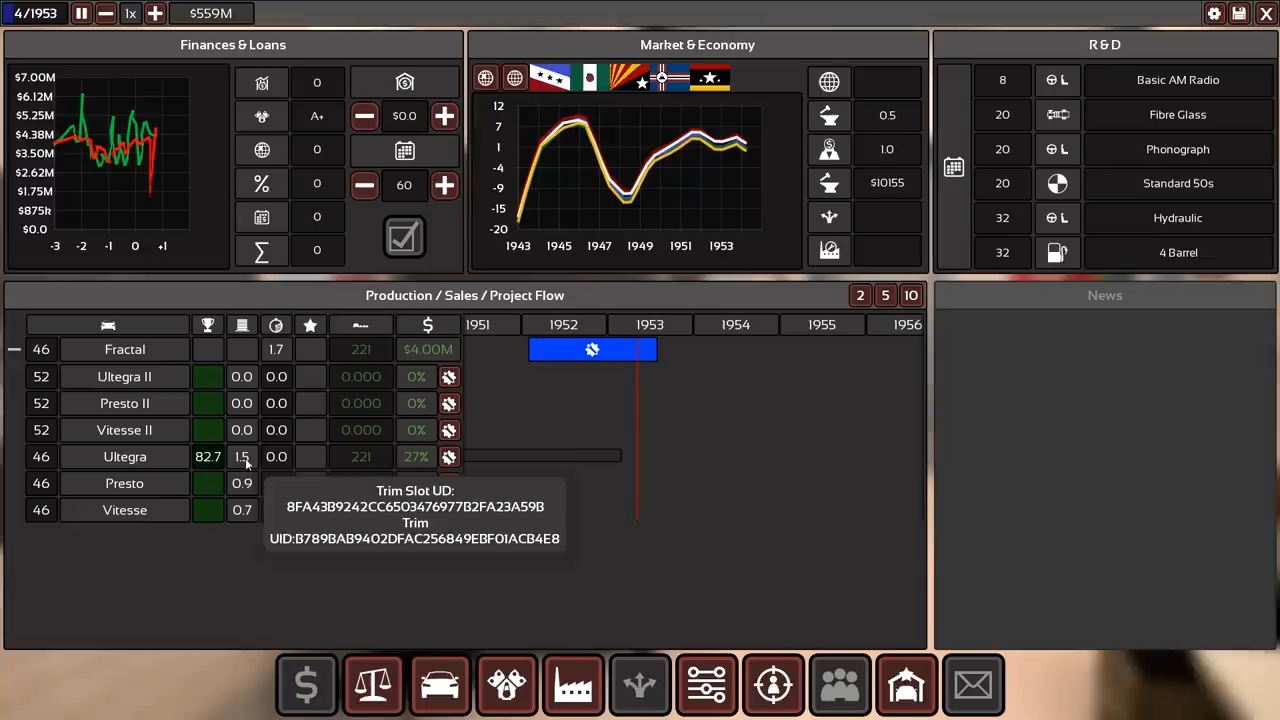 4/1953
1x
$559M
Finances & Loans
$7.00M
$6.12M
$5.25M
$4.38M
$3.50M
$2.62M
$1.75M
$875k
$0.0
-3 -2 -1 0 +1
0
A+
0
0
0
0
$0.0
60
Market & Economy
12
7
1
-4
-9
-15
-20
1943 1945 1947 1949 1951 1953
0.5
1.0
$10155
R & D
8 L Basic AM Radio
20 Fibre Glass
20 L Phonograph
20 Standard 50s
32 L Hydraulic
32 4 Barrel
Production / Sales / Project Flow
2 5 10
$ 1951 1952 1953 1954 1955 1956
46 Fractal 1.7 221 $4.00M
52 Ultegra II 0.0 0.0 0.000 0%
52 Presto II 0.0 0.0 0.000 0%
52 Vitesse II 0.0 0.0 0.000 0%
46 Ultegra 82.7 1.5 0.0 221 27%
46 Presto 0.9
46 Vitesse 0.7
Trim Slot UD:
8FA43B9242CC6503476977B2FA23A59B
Trim
UID:B789BAB9402DFAC256849EBF01ACB4E8
News